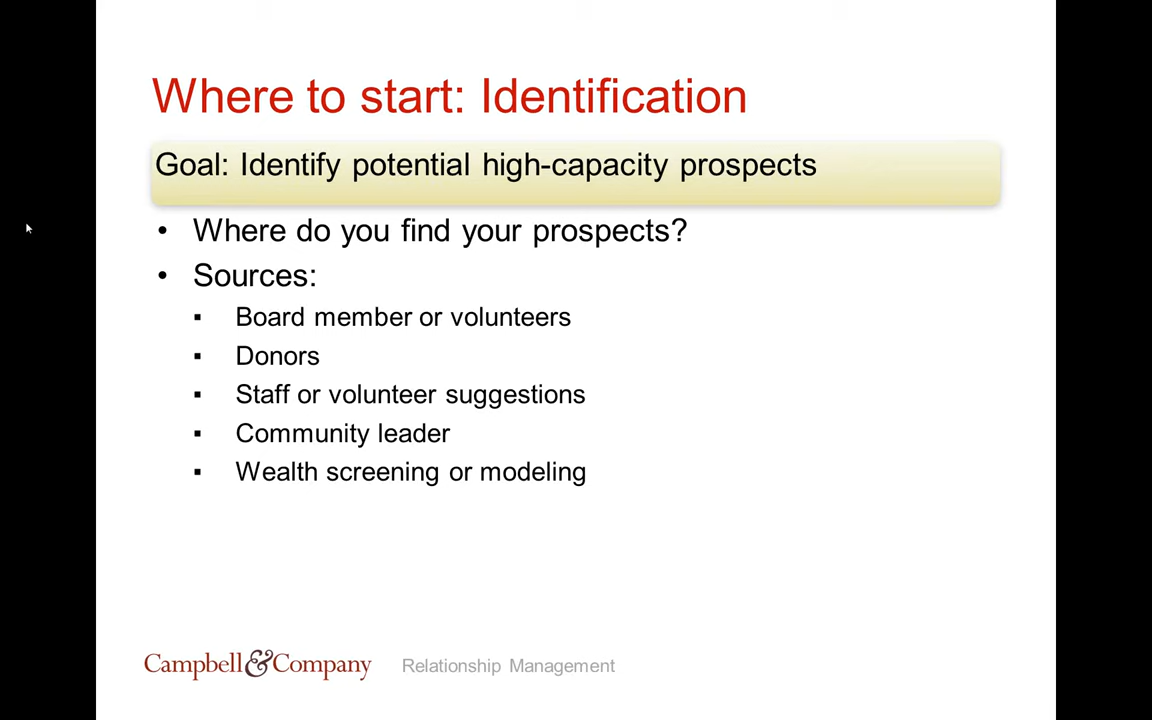 Where to start: Identification
Goal: Identify potential high-capacity prospects
• Where do you find your prospects?
• Sources:
▪ Board member or volunteers
▪ Donors
▪ Staff or volunteer suggestions
▪ Community leader
▪ Wealth screening or modeling
Campbell&Company Relationship Management